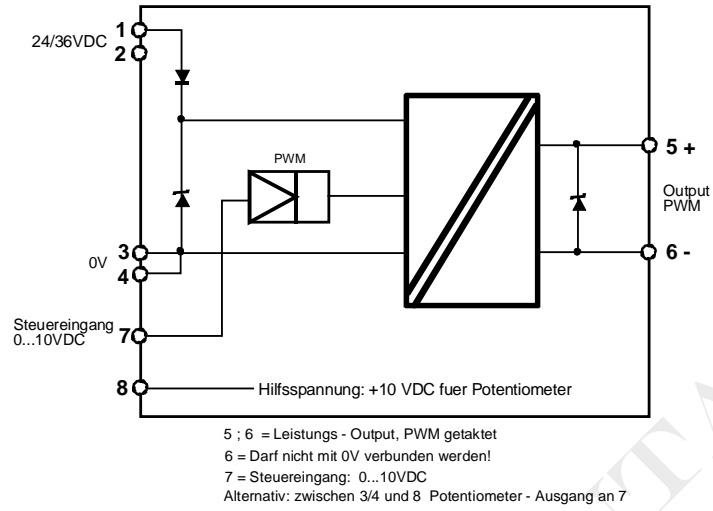 1
24/36VDC
2
PWM
5 +
Output
PWM
3
0V
4
6 -
Steuereingang
0...10VDC
7
8
Hilfsspannung: +10 VDC fuer Potentiometer
5 ; 6 = Leistungs - Output, PWM getaktet
6 = Darf nicht mit 0V verbunden werden!
7 = Steuereingang: 0...10VDC
Alternativ: zwischen 3/4 und 8 Potentiometer - Ausgang an 7